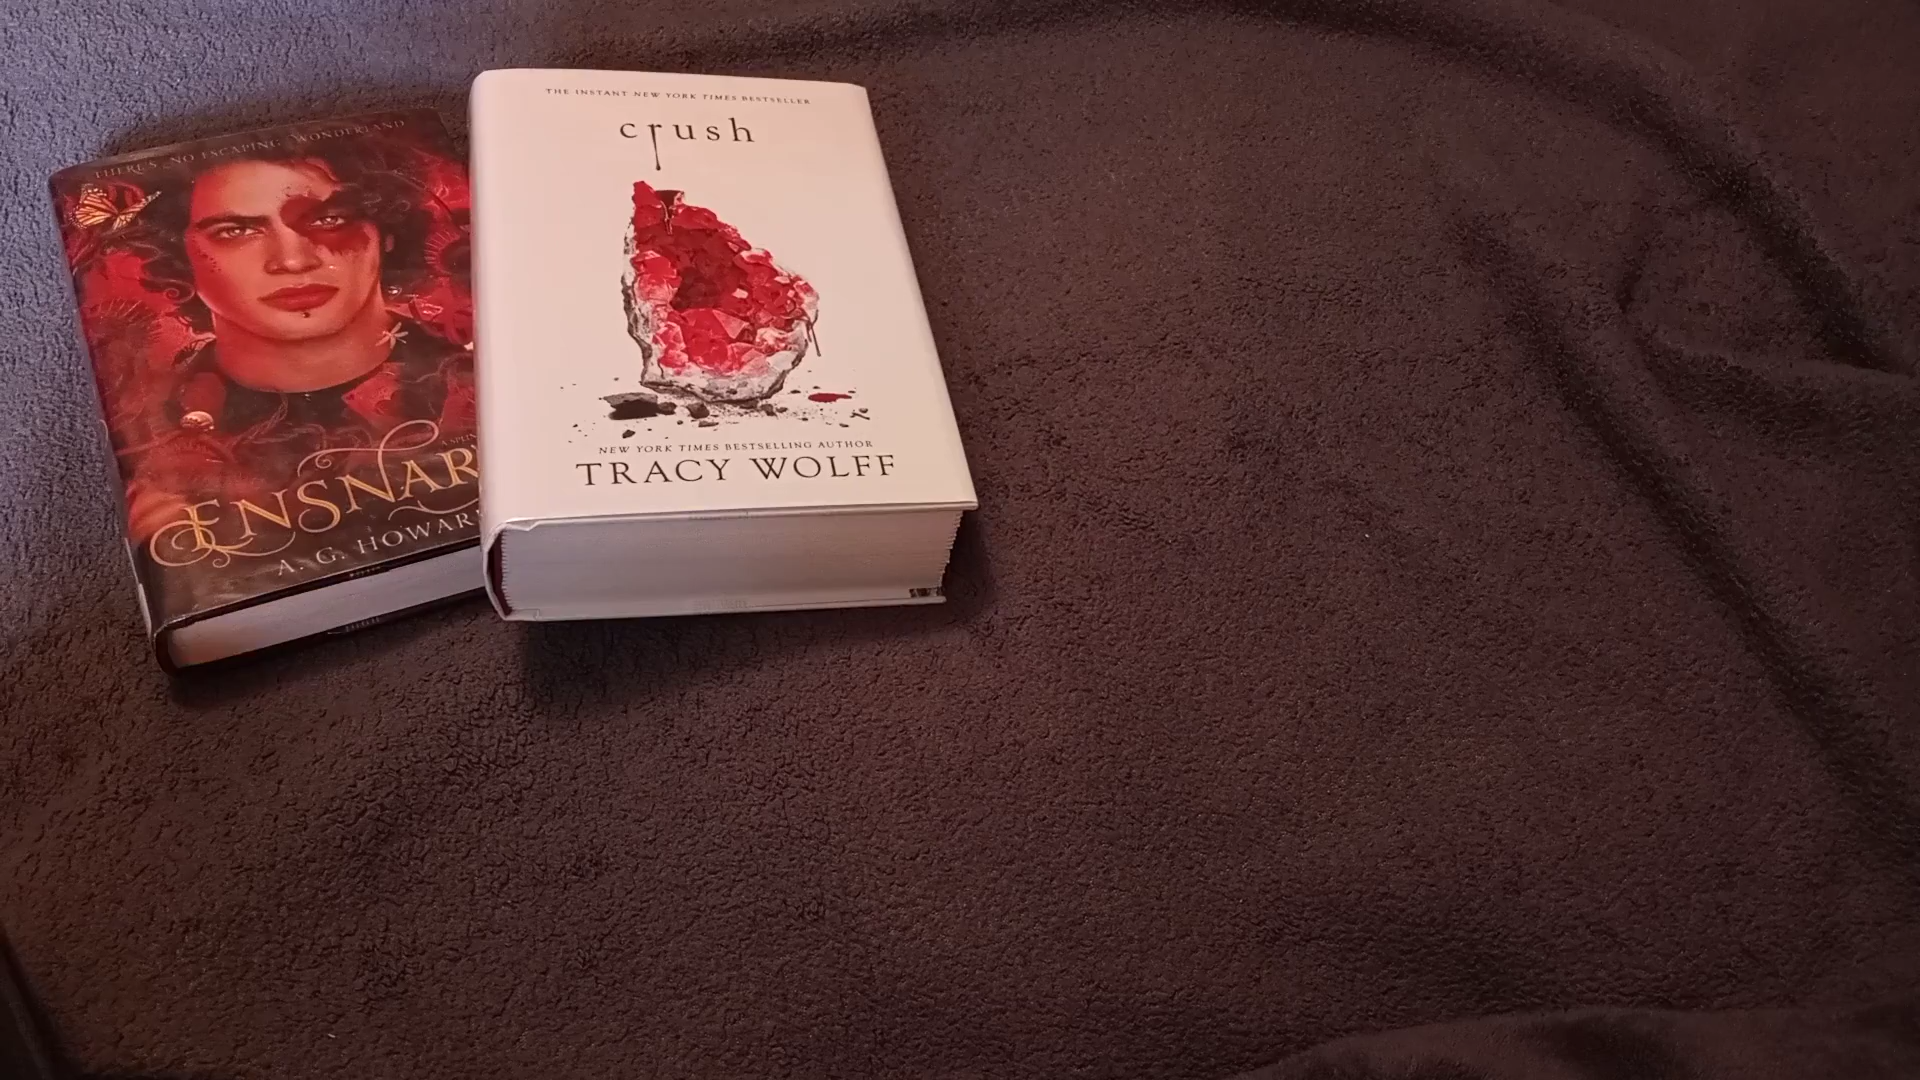 THERE'S NO ESCAPING WONDERLAND
ENSNAR
A. G. HOWAR
THE INSTANT NEW YORK TIMES BESTSELLER
crush
NEW YORK TIMES BESTSELLING AUTHOR
TRACY WOLFF